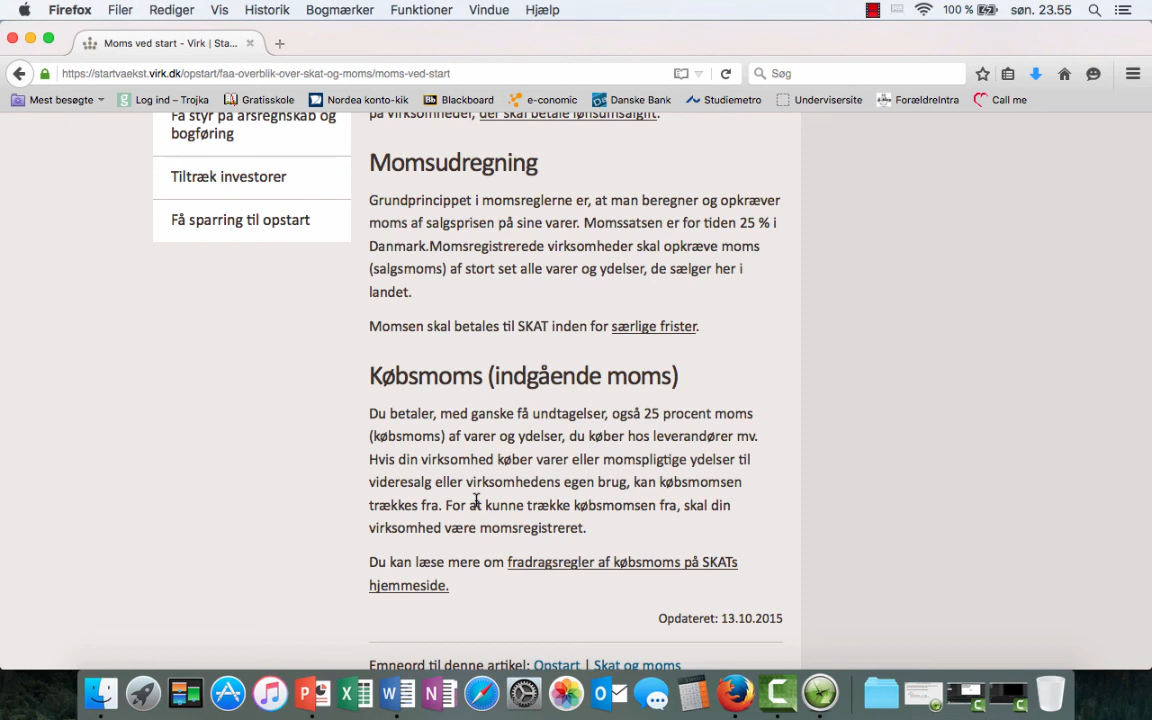 Firefox Filer Rediger Vis Historik Bogmærker Funktioner Vindue Hjælp 100 % søn. 23.55
Moms ved start - Virk | Sta...
https://startvaekst.virk.dk/opstart/faa-overblik-over-skat-og-moms/moms-ved-start Søg
Mest besøgte Log ind – Trojka Gratisskole Nordea konto-kik Blackboard e-conomic Danske Bank Studiemetro Undervisersite ForældreIntra Call me
på virksomheder, der skal betale lønsumsafgift.
Få styr på årsregnskab og
bogføring
Tiltræk investorer
Få sparring til opstart
Momsudregning
Grundprincippet i momsreglerne er, at man beregner og opkræver
moms af salgsprisen på sine varer. Momssatsen er for tiden 25 % i
Danmark.Momsregistrerede virksomheder skal opkræve moms
(salgsmoms) af stort set alle varer og ydelser, de sælger her i
landet.
Momsen skal betales til SKAT inden for særlige frister.
Købsmoms (indgående moms)
Du betaler, med ganske få undtagelser, også 25 procent moms
(købsmoms) af varer og ydelser, du køber hos leverandører mv.
Hvis din virksomhed køber varer eller momspligtige ydelser til
videresalg eller virksomhedens egen brug, kan købsmomsen
trækkes fra. For at kunne trække købsmomsen fra, skal din
virksomhed være momsregistreret.
Du kan læse mere om fradragsregler af købsmoms på SKATs
hjemmeside.
Opdateret: 13.10.2015
Emneord til denne artikel: Opstart | Skat og moms